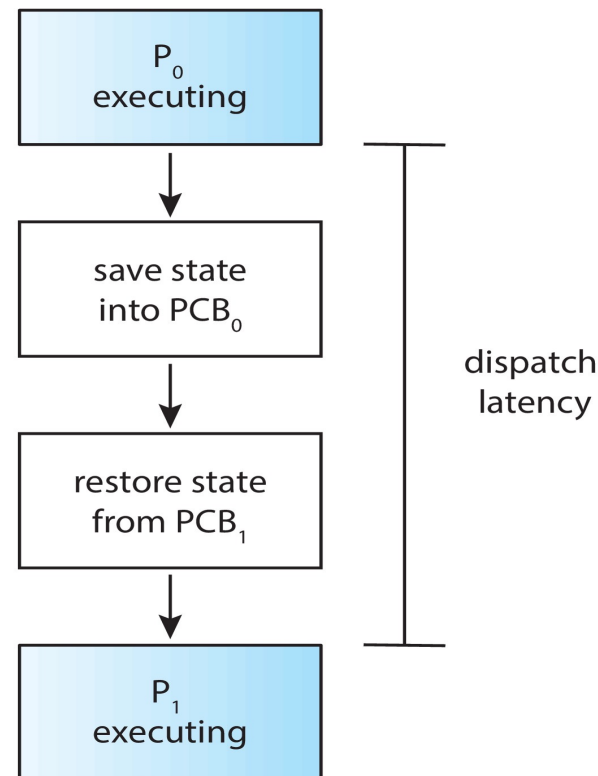 P₀
executing
save state
into PCB₀
restore state
from PCB₁
P₁
executing
dispatch
latency